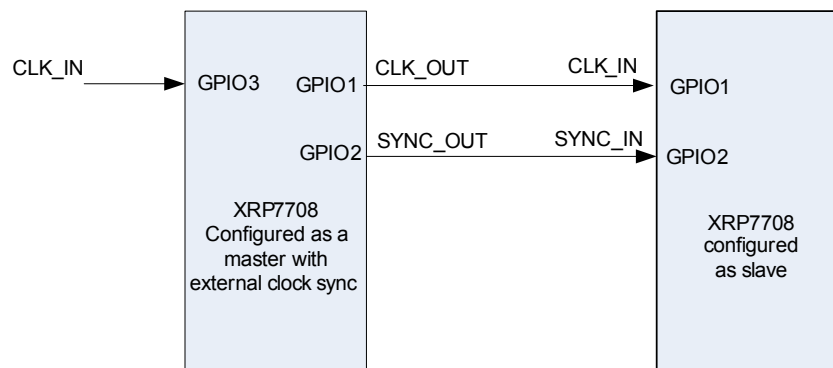 CLK_IN
GPIO3
GPIO1
CLK_OUT
CLK_IN
GPIO1
GPIO2
SYNC_OUT
SYNC_IN
GPIO2
XRP7708
Configured as a
master with
external clock sync
XRP7708
configured
as slave